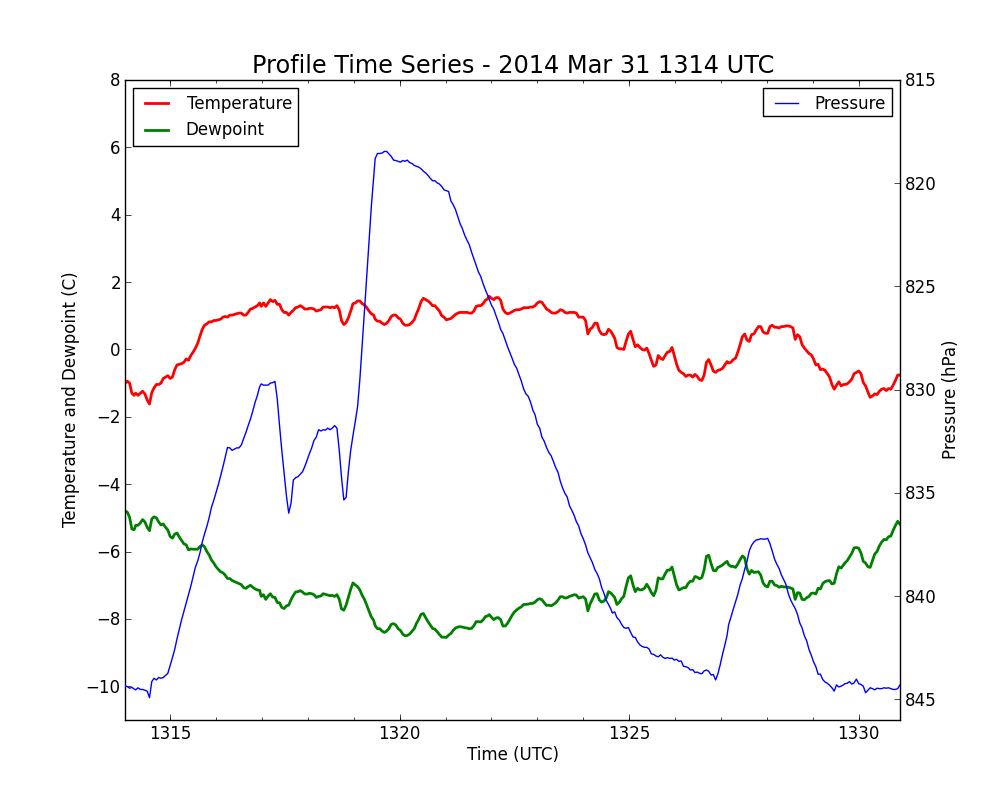 Profile Time Series - 2014 Mar 31 1314 UTC
Temperature
Dewpoint
Pressure
Temperature and Dewpoint (C)
8
6
4
2
0
−2
−4
−6
−8
−10
815
820
825
830
835
840
845
Pressure (hPa)
1315 1320 1325 1330
Time (UTC)